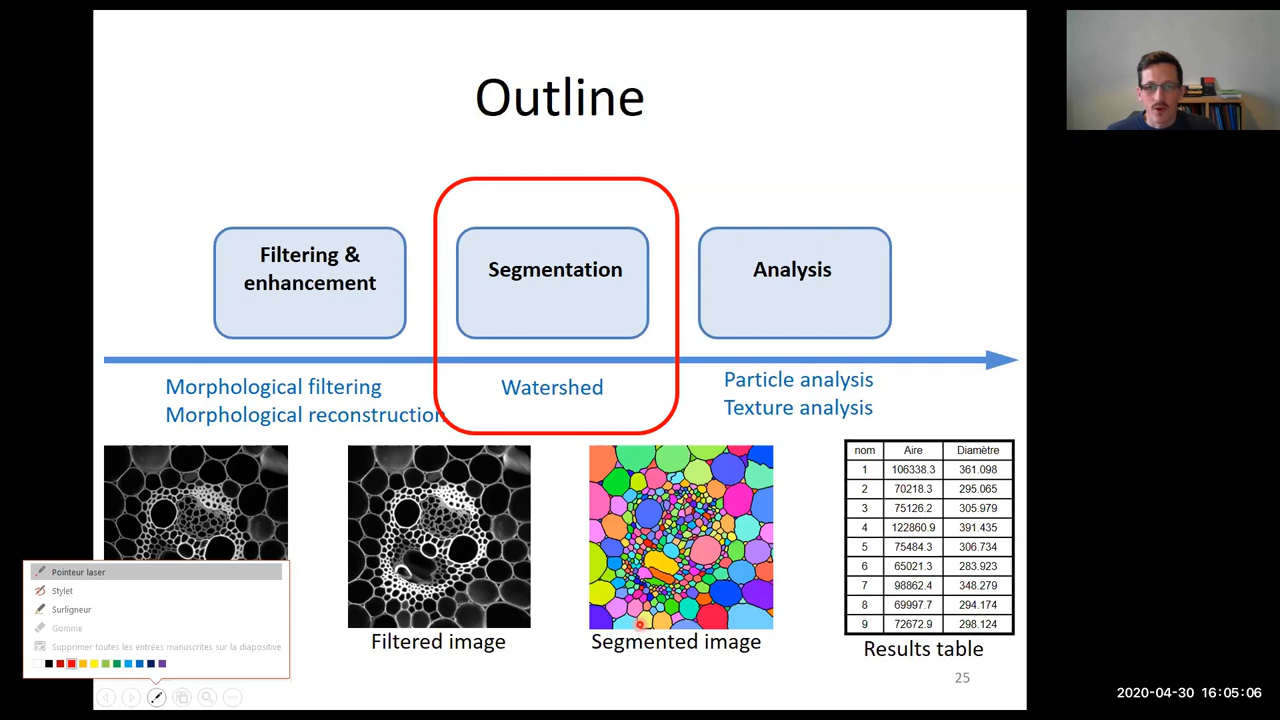 Outline
Filtering &
enhancement
Segmentation
Analysis
Morphological filtering
Morphological reconstruction
Watershed
Particle analysis
Texture analysis
nom Aire Diamètre
1 106338.3 361.098
2 70218.3 295.065
3 75126.2 305.979
4 122860.9 391.435
5 75484.3 306.734
6 65021.3 283.923
7 98862.4 348.279
8 69997.7 294.174
9 72672.9 298.124
Filtered image
Segmented image
Results table
Pointeur laser
Stylet
Surligneur
Gomme
Supprimer toutes les entrées manuscrites sur la diapositive
25
2020-04-30 16:05:06